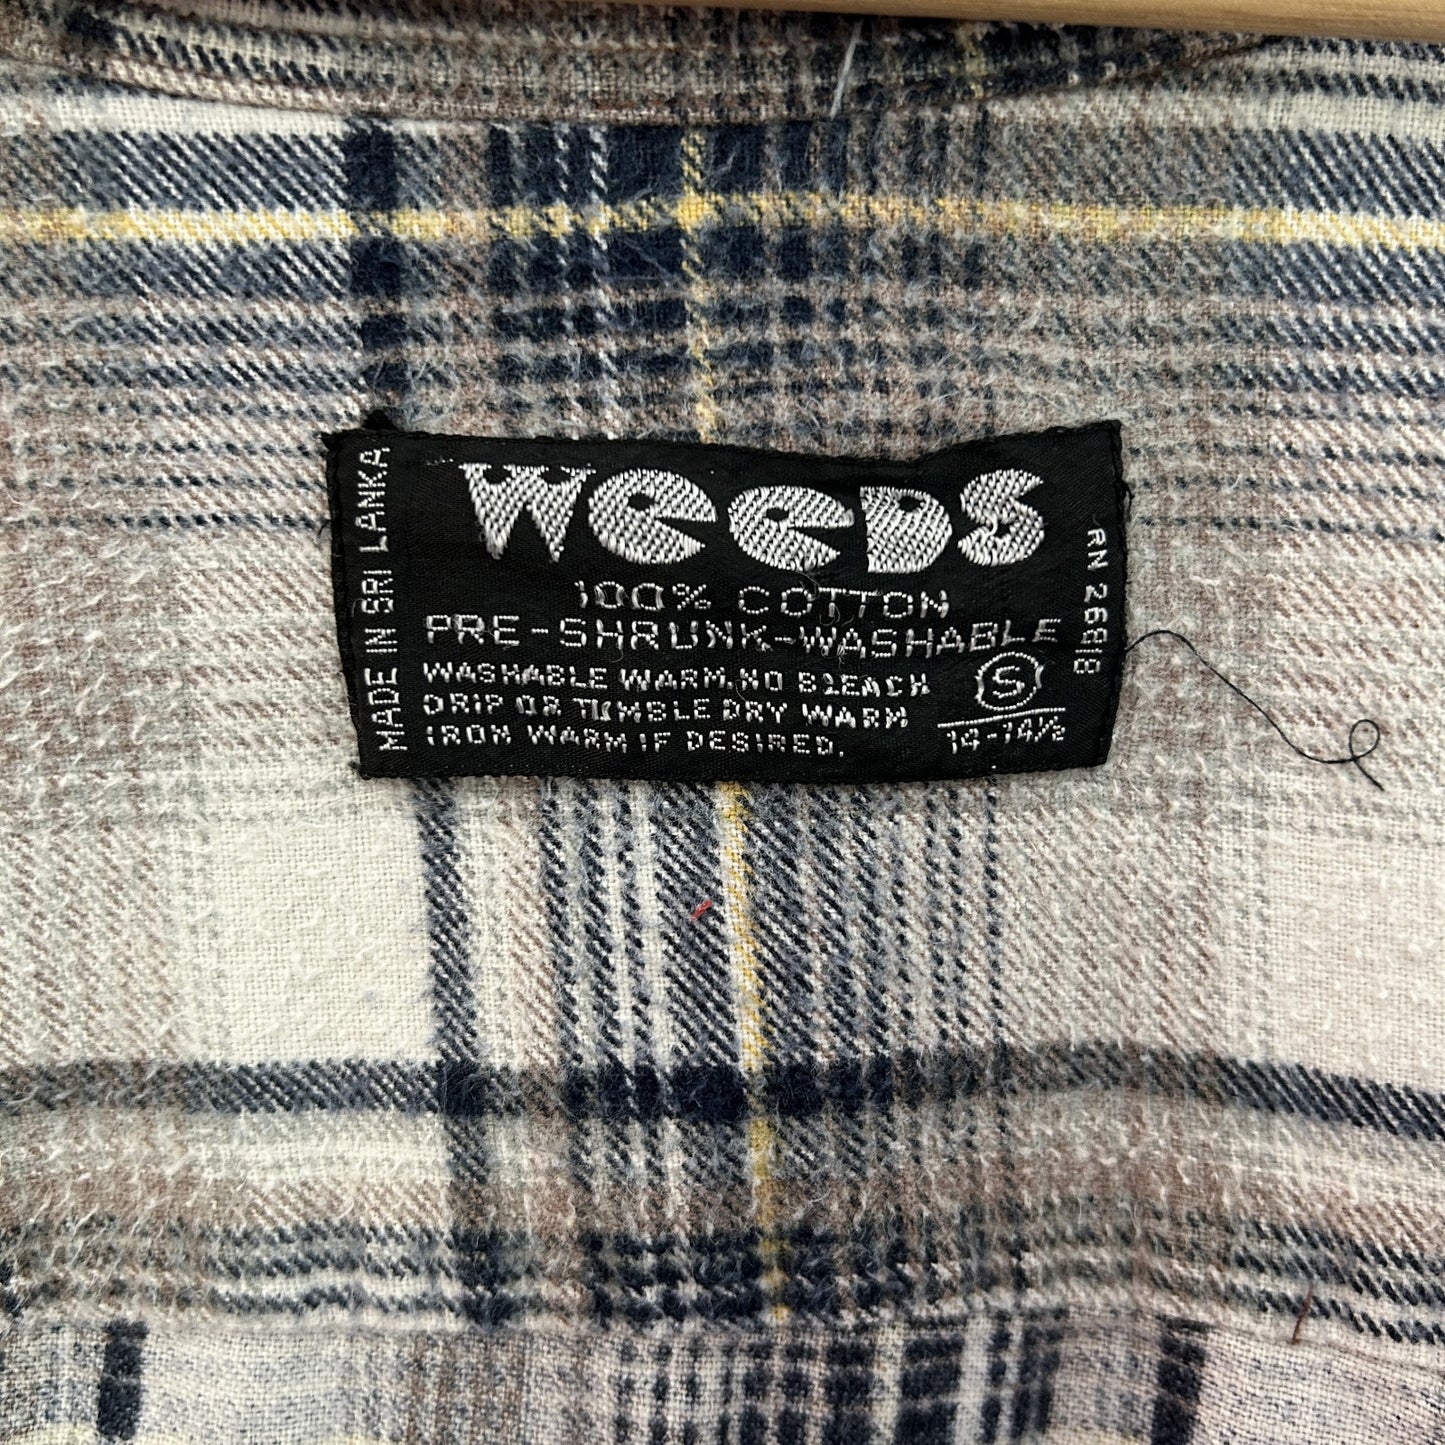 MADE IN SRI LANKA
WeeDS
100% COTTON
PRE-SHRUNK-WASHABLE
WASHABLE WARM. NO BLEACH
DRIP OR TUMBLE DRY WARM
IRON WARM IF DESIRED.
S
14-14½
RN 26818